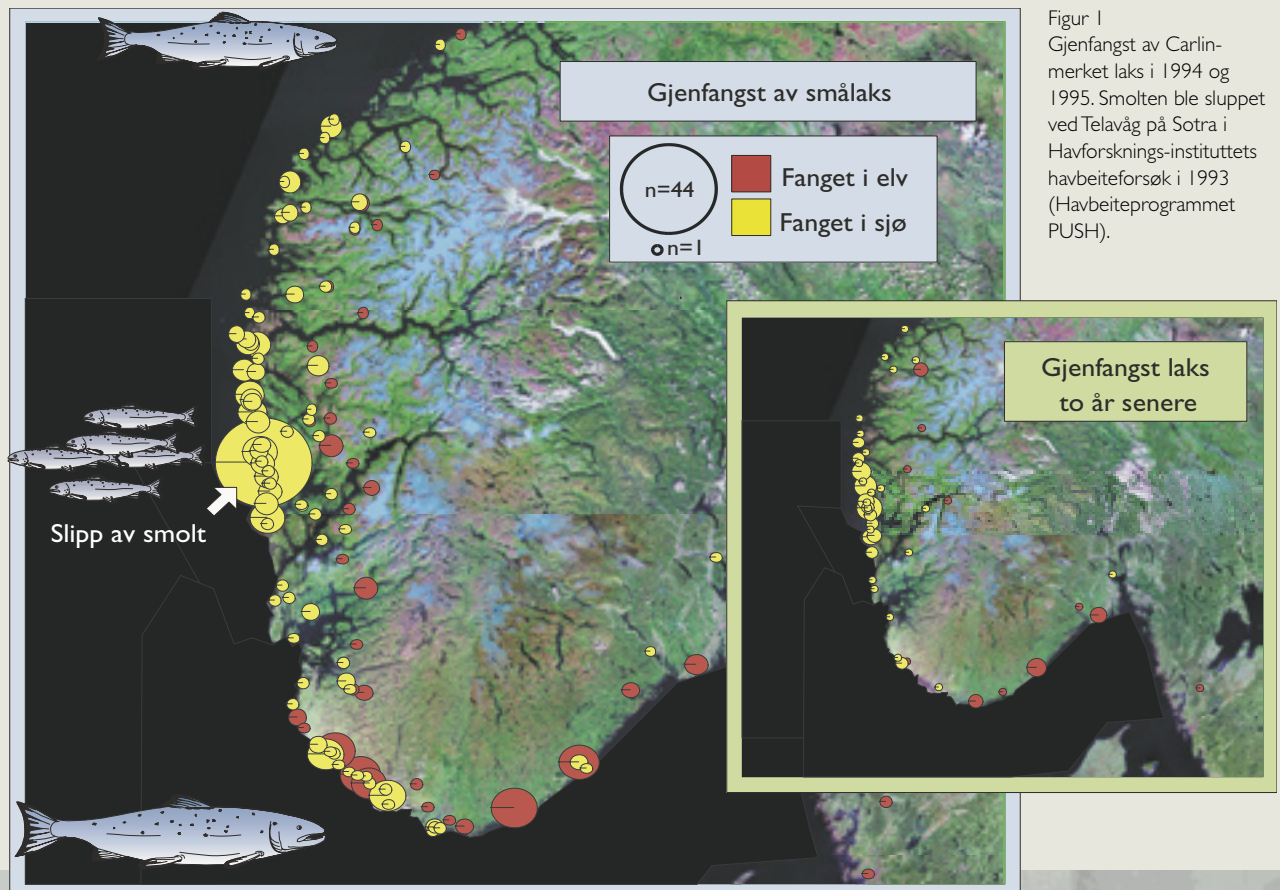 Figur 1
Gjenfangst av Carlin-
merket laks i 1994 og
1995. Smolten ble sluppet
ved Telavåg på Sotra i
Havforsknings-instituttets
havbeiteforsøk i 1993
(Havbeiteprogrammet
PUSH).
Gjenfangst av smålaks
n=44
n=1
Fanget i elv
Fanget i sjø
Gjenfangst laks
to år senere
Slipp av smolt